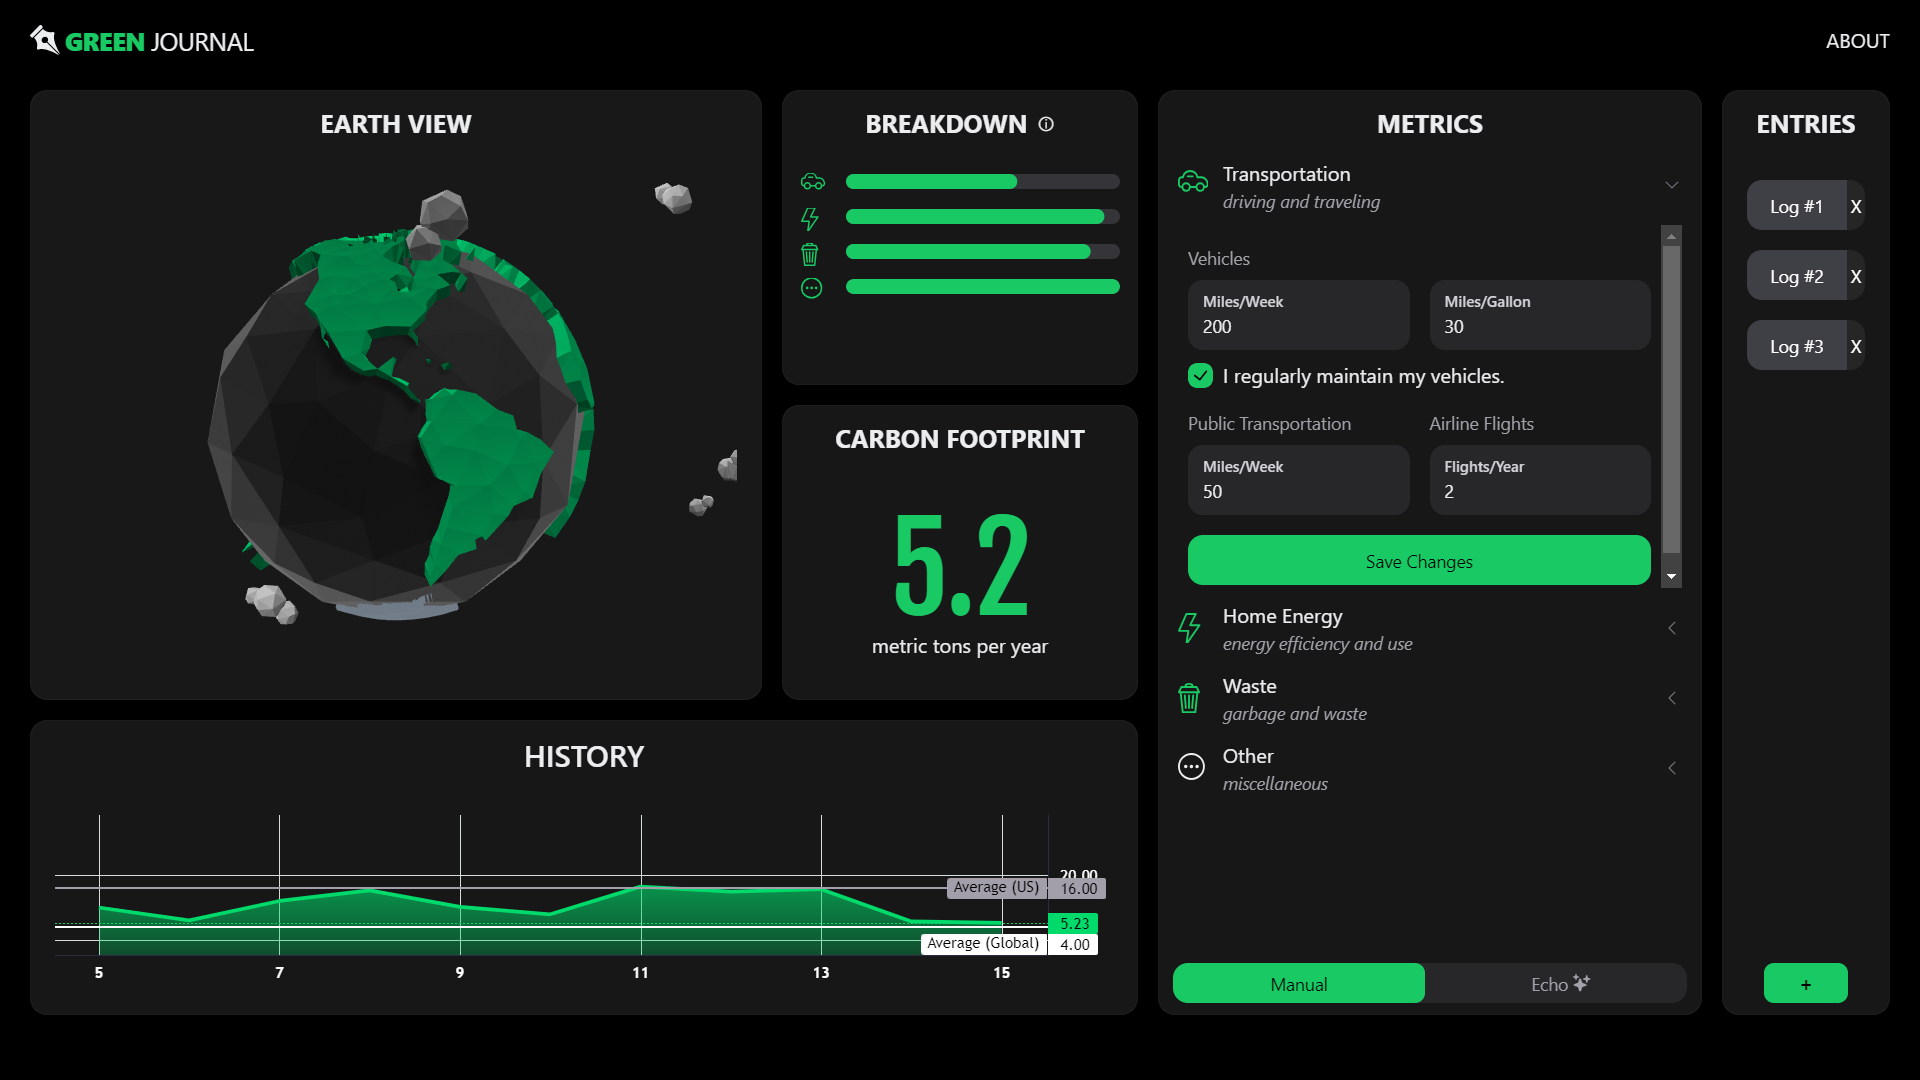 GREEN JOURNAL
ABOUT
EARTH VIEW
BREAKDOWN
CARBON FOOTPRINT
5.2
metric tons per year
HISTORY
20.00
Average (US) 16.00
5.23
Average (Global) 4.00
5 7 9 11 13 15
METRICS
Transportation
driving and traveling
Vehicles
Miles/Week
200
Miles/Gallon
30
I regularly maintain my vehicles.
Public Transportation
Miles/Week
50
Airline Flights
Flights/Year
2
Save Changes
Home Energy
energy efficiency and use
Waste
garbage and waste
Other
miscellaneous
Manual
Echo
ENTRIES
Log #1 X
Log #2 X
Log #3 X
+